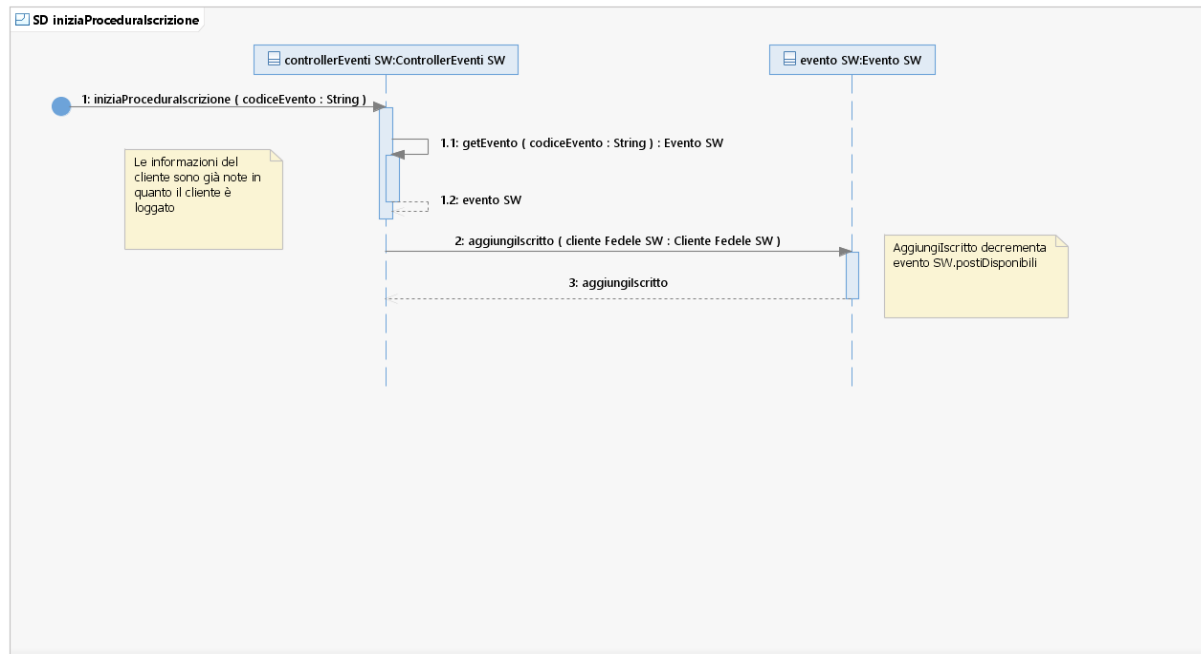 SD iniziaProceduraIscrizione
controllerEventi SW:ControllerEventi SW
evento SW:Evento SW
1: iniziaProceduraIscrizione ( codiceEvento : String )
1.1: getEvento ( codiceEvento : String ) : Evento SW
Le informazioni del
cliente sono già note in
quanto il cliente è
loggato
1.2: evento SW
2: aggiungiIscritto ( cliente Fedele SW : Cliente Fedele SW )
AggiungiIscritto decrementa
evento SW.postiDisponibili
3: aggiungiIscritto